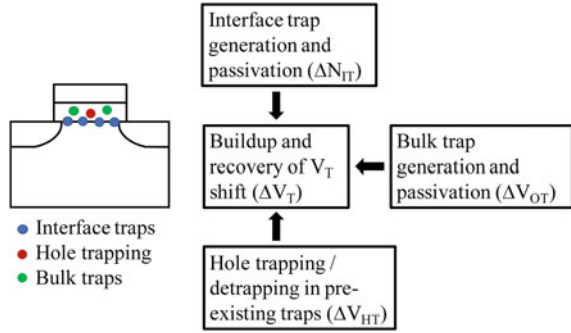 Interface trap
generation and
passivation (ΔN_IT)
Buildup and
recovery of V_T
shift (ΔV_T)
Bulk trap
generation and
passivation (ΔV_OT)
Interface traps
Hole trapping
Bulk traps
Hole trapping /
detrapping in pre-
existing traps (ΔV_HT)